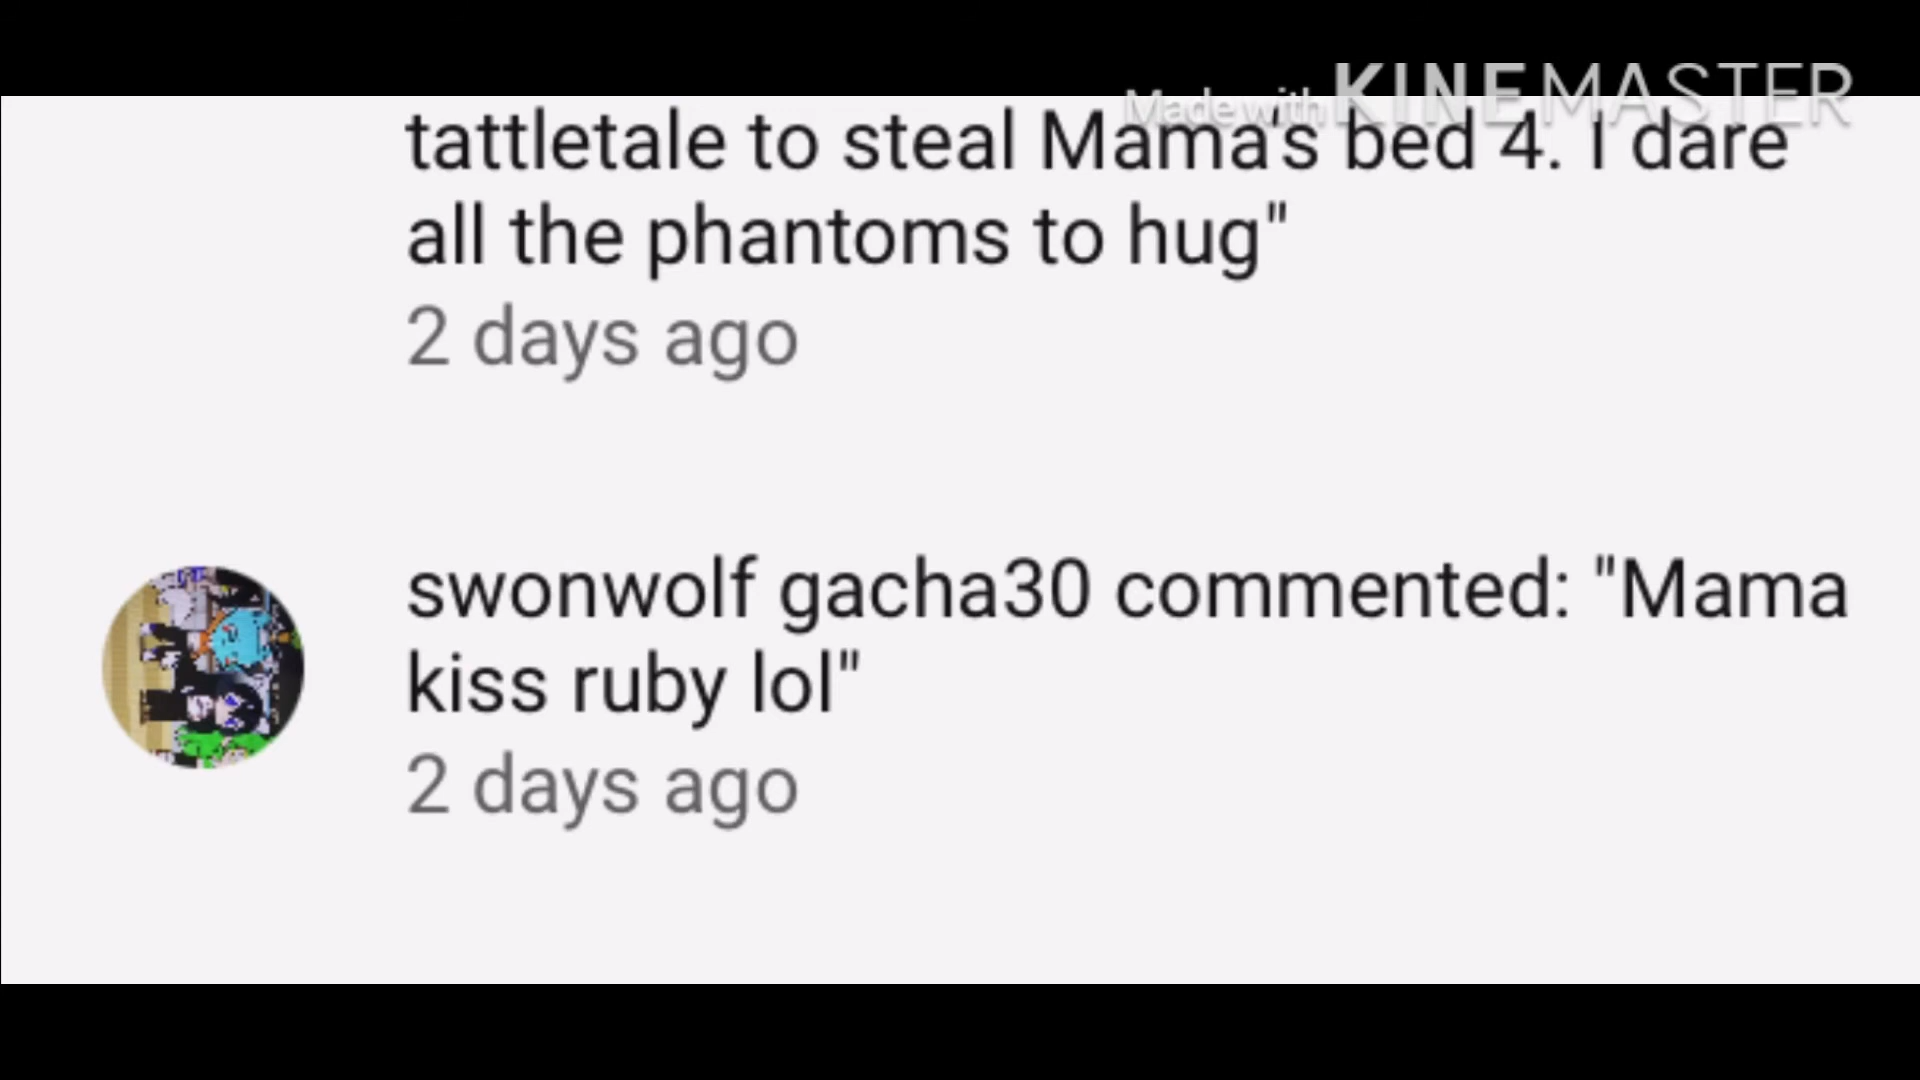 Made with KINEMASTER
tattletale to steal Mama's bed 4. I dare
all the phantoms to hug"
2 days ago
swonwolf gacha30 commented: "Mama
kiss ruby lol"
2 days ago